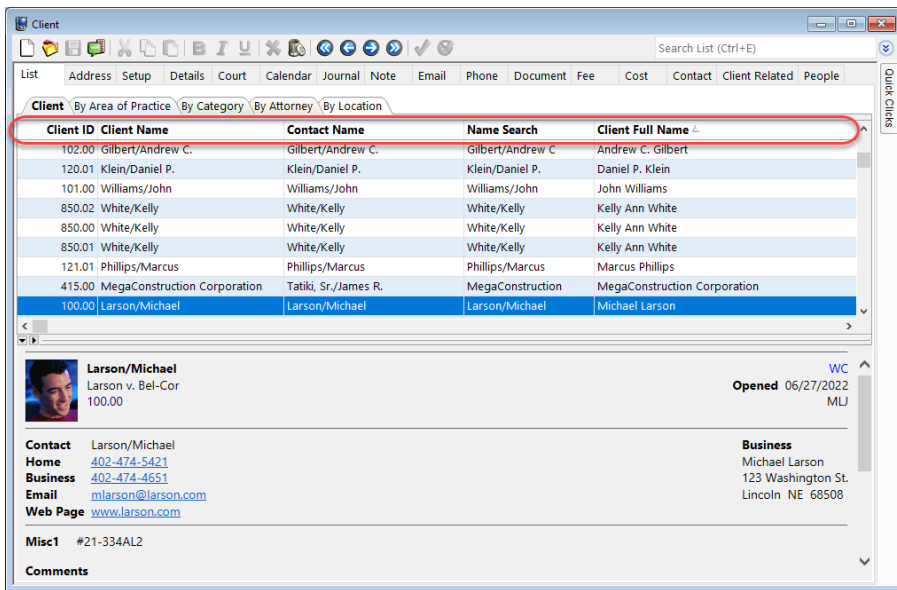 Client
B I U
Search List (Ctrl+E)
List Address Setup Details Court Calendar Journal Note Email Phone Document Fee Cost Contact Client Related People
Quick Clicks
Client By Area of Practice By Category By Attorney By Location
Client ID Client Name Contact Name Name Search Client Full Name
102.00 Gilbert/Andrew C. Gilbert/Andrew C. Gilbert/Andrew C Andrew C. Gilbert
120.01 Klein/Daniel P. Klein/Daniel P. Klein/Daniel P. Daniel P. Klein
101.00 Williams/John Williams/John Williams/John John Williams
850.02 White/Kelly White/Kelly White/Kelly Kelly Ann White
850.00 White/Kelly White/Kelly White/Kelly Kelly Ann White
850.01 White/Kelly White/Kelly White/Kelly Kelly Ann White
121.01 Phillips/Marcus Phillips/Marcus Phillips/Marcus Marcus Phillips
415.00 MegaConstruction Corporation Tatiki, Sr./James R. MegaConstruction MegaConstruction Corporation
100.00 Larson/Michael Larson/Michael Larson/Michael Michael Larson
Larson/Michael WC
Larson v. Bel-Cor Opened 06/27/2022
100.00 MLJ
Contact Larson/Michael Business
Home 402-474-5421 Michael Larson
Business 402-474-4651 123 Washington St.
Email mlarson@larson.com Lincoln NE 68508
Web Page www.larson.com
Misc1 #21-334AL2
Comments